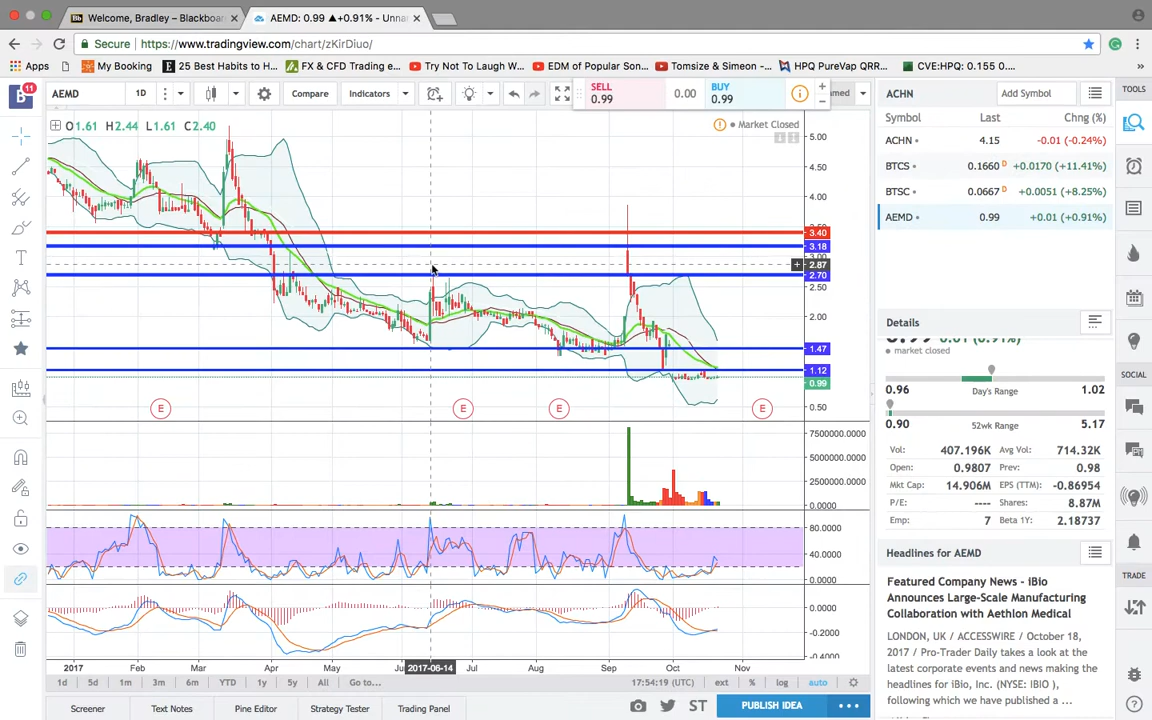 Welcome, Bradley – Blackboar
AEMD: 0.99 ▲+0.91% - Unna
Secure | https://www.tradingview.com/chart/zKirDiuo/
Apps
My Booking
25 Best Habits to H...
FX & CFD Trading e...
Try Not To Laugh W...
EDM of Popular Son...
Tomsize & Simeon -...
HPQ PureVap QRR...
CVE:HPQ: 0.155 0....
»
11
AEMD
1D
Compare
Indicators
SELL
0.99
0.00
BUY
0.99
amed
O1.61 H2.44 L1.61 C2.40
Market Closed
5.00
4.50
4.00
3.40
3.18
2.87
2.70
2.50
2.00
1.47
1.12
0.99
0.50
E
E
E
E
7500000.0000
5000000.0000
2500000.0000
0.0000
80.0000
40.0000
0.0000
0.0000
-0.2000
-0.4000
2017
Feb
Mar
Apr
May
2017-06-14
Jul
Aug
Sep
Oct
Nov
1d 5d 1m 3m 6m YTD 1y 5y All Go to...
17:54:19 (UTC) ext % log auto
Screener
Text Notes
Pine Editor
Strategy Tester
Trading Panel
ST
PUBLISH IDEA
ACHN
Add Symbol
Symbol Last Chng (%)
ACHN 4.15 -0.01 (-0.24%)
BTCS 0.1660 D +0.0170 (+11.41%)
BTSC 0.0667 D +0.0051 (+8.25%)
AEMD 0.99 +0.01 (+0.91%)
Details
market closed
0.96 Day's Range 1.02
0.90 52wk Range 5.17
Vol: 407.196K Avg Vol: 714.32K
Open: 0.9807 Prev: 0.98
Mkt Cap: 14.906M EPS (TTM): -0.86954
P/E: ---- Shares: 8.87M
Emp: 7 Beta 1Y: 2.18737
Headlines for AEMD
Featured Company News - iBio
Announces Large-Scale Manufacturing
Collaboration with Aethlon Medical
LONDON, UK / ACCESSWIRE / October 18,
2017 / Pro-Trader Daily takes a look at the
latest corporate events and news making the
headlines for iBio, Inc. (NYSE: IBIO ),
following which we have published a ...
TOOLS
SOCIAL
TRADE